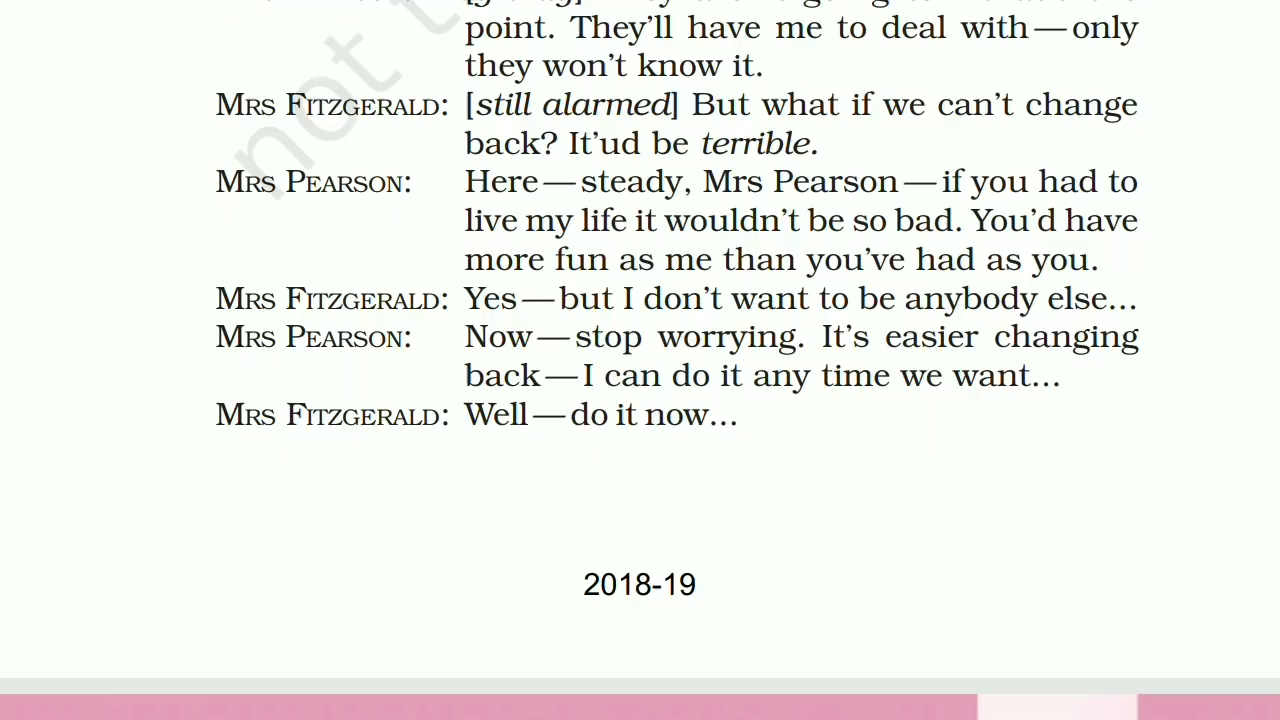 point. They'll have me to deal with—only
they won't know it.
MRS FITZGERALD: [still alarmed] But what if we can't change
back? It'ud be terrible.
MRS PEARSON: Here—steady, Mrs Pearson—if you had to
live my life it wouldn't be so bad. You'd have
more fun as me than you've had as you.
MRS FITZGERALD: Yes—but I don't want to be anybody else...
MRS PEARSON: Now—stop worrying. It's easier changing
back—I can do it any time we want...
MRS FITZGERALD: Well—do it now...
not t
2018-19